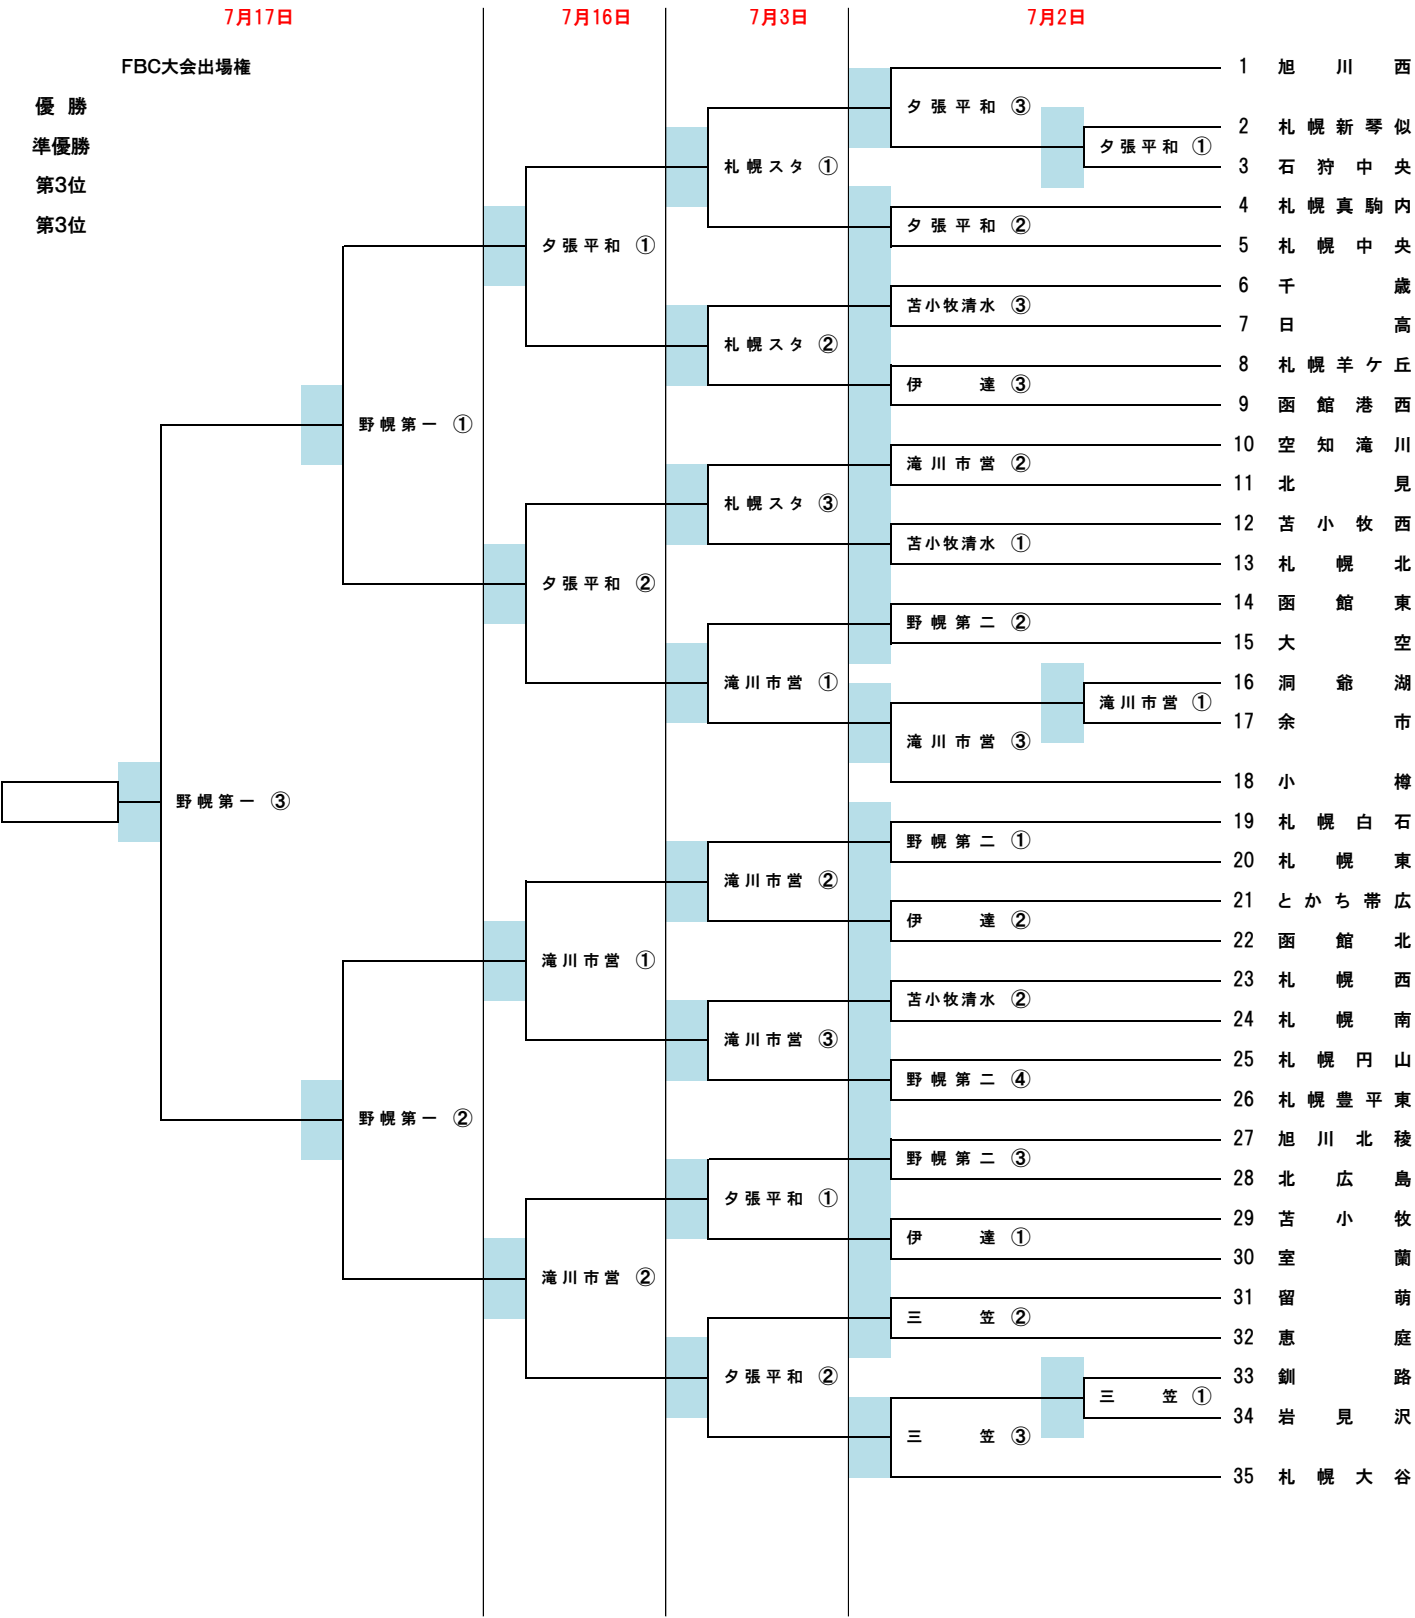 7月17日 7月16日 7月3日 7月2日
FBC大会出場権
優勝
準優勝
第3位
第3位
1 旭川西
夕張平和 ③
2 札幌新琴似
夕張平和 ①
3 石狩中央
札幌スタ ①
4 札幌真駒内
夕張平和 ②
5 札幌中央
夕張平和 ①
6 千歳
苫小牧清水 ③
7 日高
札幌スタ ②
8 札幌羊ケ丘
伊達 ③
9 函館港西
野幌第一 ①
10 空知滝川
滝川市営 ②
11 北見
札幌スタ ③
12 苫小牧西
苫小牧清水 ①
13 札幌北
夕張平和 ②
14 函館東
野幌第二 ②
15 大空
16 洞爺湖
滝川市営 ①
滝川市営 ①
17 余市
滝川市営 ③
18 小樽
野幌第一 ③
19 札幌白石
野幌第二 ①
20 札幌東
滝川市営 ②
21 とかち帯広
伊達 ②
22 函館北
滝川市営 ①
23 札幌西
苫小牧清水 ②
24 札幌南
滝川市営 ③
25 札幌円山
野幌第二 ④
26 札幌豊平東
野幌第一 ②
27 旭川北稜
野幌第二 ③
28 北広島
夕張平和 ①
29 苫小牧
伊達 ①
30 室蘭
滝川市営 ②
31 留萌
三笠 ②
32 恵庭
33 釧路
夕張平和 ②
三笠 ①
34 岩見沢
三笠 ③
35 札幌大谷